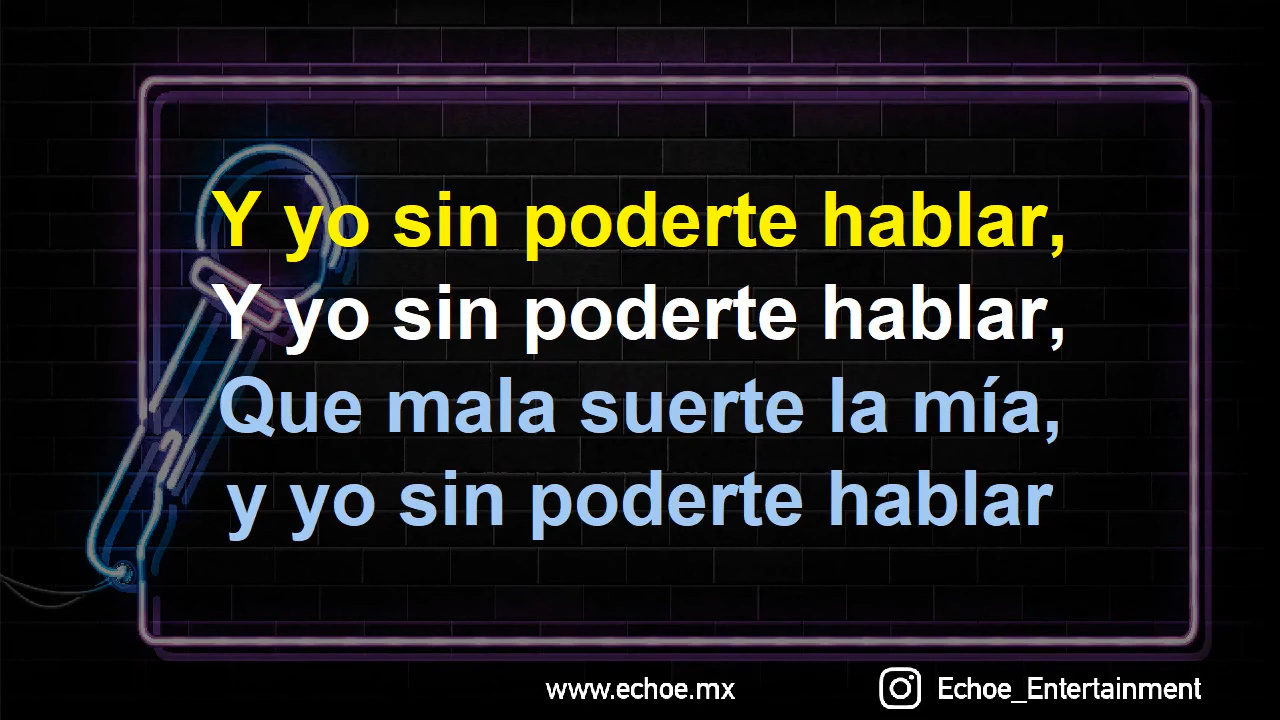 Y yo sin poderte hablar,
Y yo sin poderte hablar,
Que mala suerte la mía,
y yo sin poderte hablar
www.echoe.mx
Echoe_Entertainment